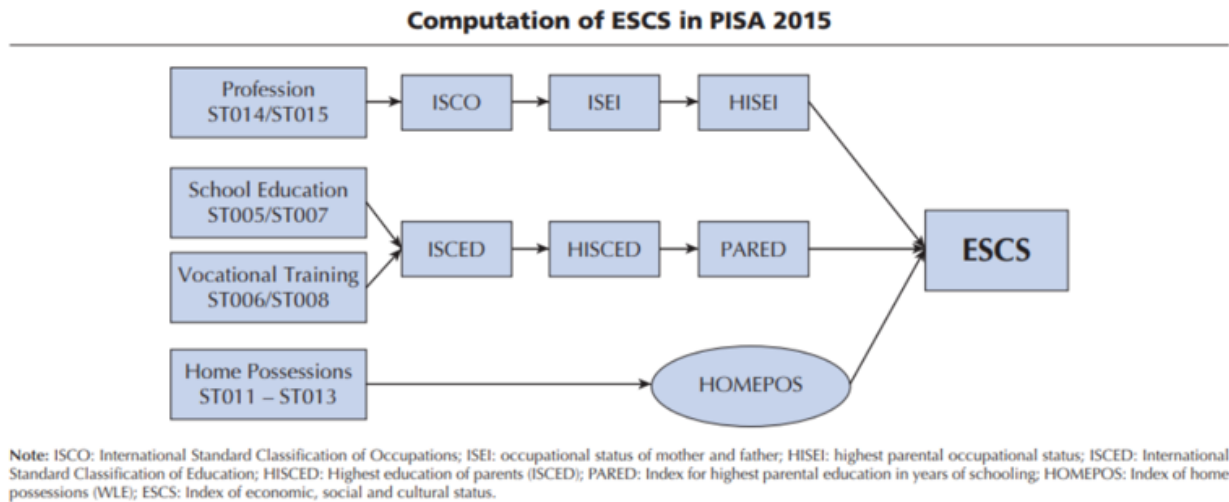 Computation of ESCS in PISA 2015
Profession
ST014/ST015
ISCO
ISEI
HISEI
School Education
ST005/ST007
Vocational Training
ST006/ST008
ISCED
HISCED
PARED
ESCS
Home Possessions
ST011 – ST013
HOMEPOS
Note: ISCO: International Standard Classification of Occupations; ISEI: occupational status of mother and father; HISEI: highest parental occupational status; ISCED: International
Standard Classification of Education; HISCED: Highest education of parents (ISCED); PARED: Index for highest parental education in years of schooling; HOMEPOS: Index of home
possessions (WLE); ESCS: Index of economic, social and cultural status.